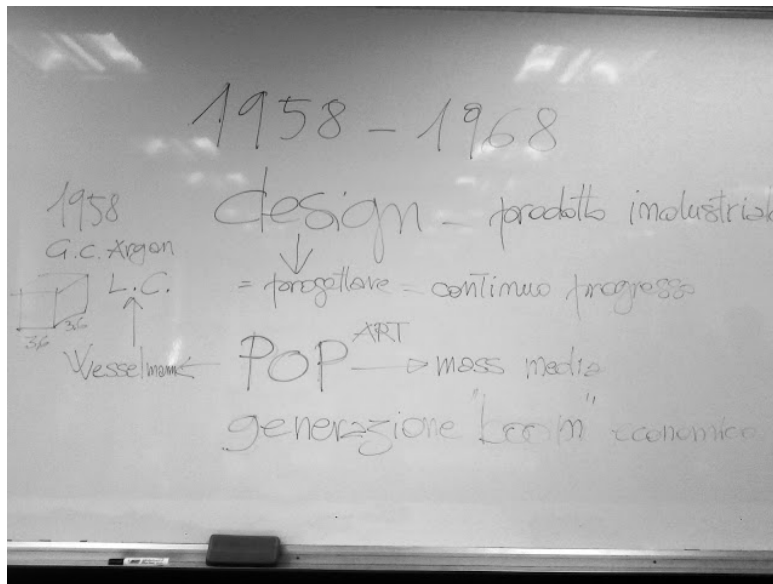 1958 - 1968
design - prodotto industrial
1958
G.C. Argan
L.C.
= progettare = continuo progresso
36
36
Wesselmann ← POP ART → mass media
generazione "boom" economico